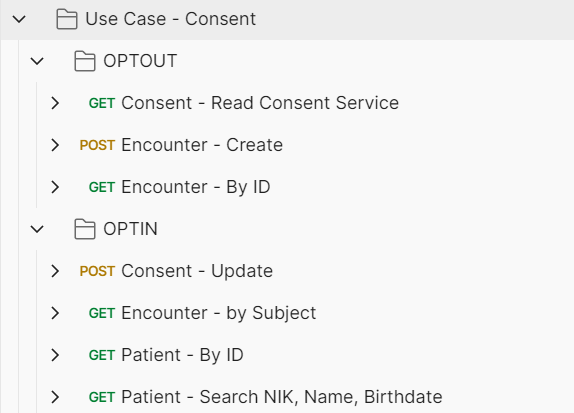 Use Case - Consent
OPTOUT
GET Consent - Read Consent Service
POST Encounter - Create
GET Encounter - By ID
OPTIN
POST Consent - Update
GET Encounter - by Subject
GET Patient - By ID
GET Patient - Search NIK, Name, Birthdate